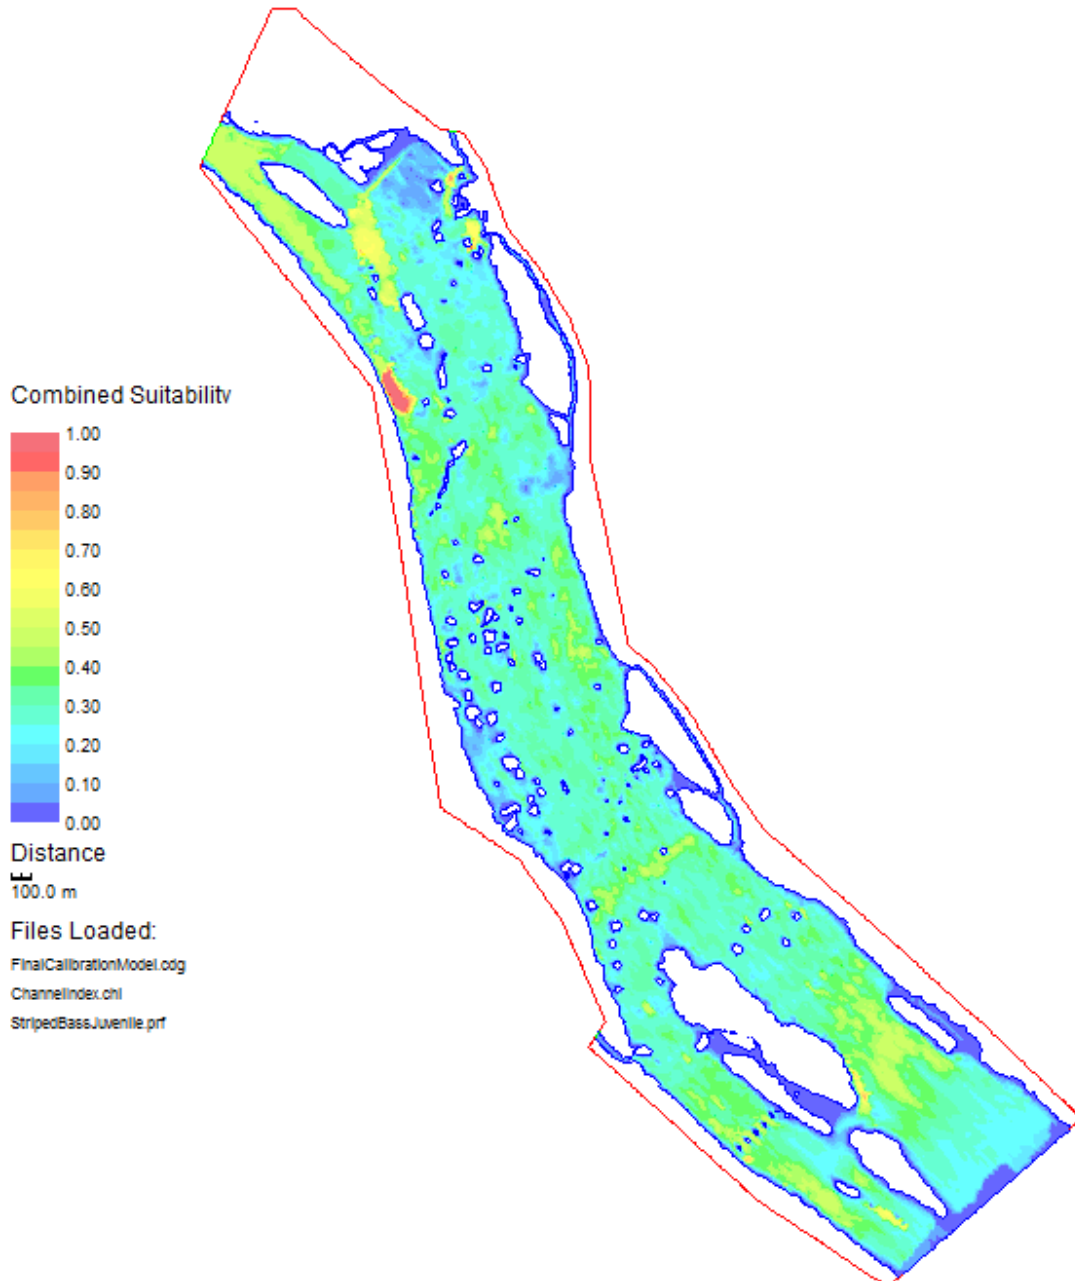 Combined Suitability
1.00
0.90
0.80
0.70
0.60
0.50
0.40
0.30
0.20
0.10
0.00
Distance
100.0 m
Files Loaded:
FinalCalibrationModel.cdg
ChannelIndex.chl
StripedBassJuvenile.prf